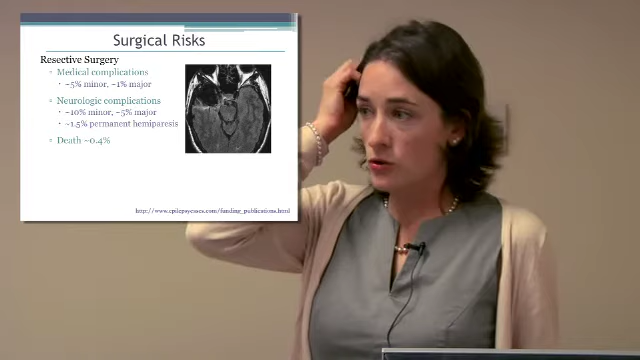 Surgical Risks
Resective Surgery
▫ Medical complications
• ~5% minor, ~1% major
▫ Neurologic complications
• ~10% minor, ~5% major
• ~1.5% permanent hemiparesis
▫ Death ~0.4%
http://www.epilepsycases.com/funding_publications.html